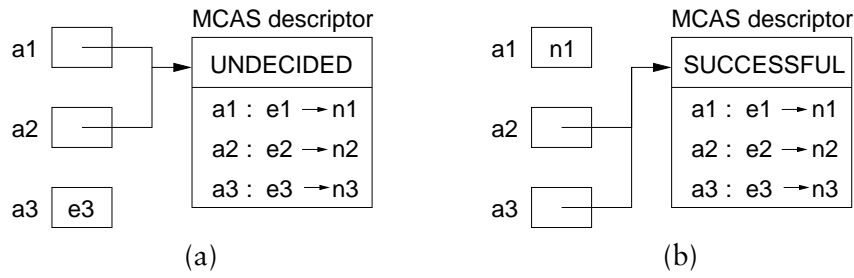 MCAS descriptor
a1
UNDECIDED
a1 : e1 → n1
a2
a2 : e2 → n2
a3 : e3 → n3
a3 e3
(a)
MCAS descriptor
a1 n1
SUCCESSFUL
a1 : e1 → n1
a2
a2 : e2 → n2
a3 : e3 → n3
a3
(b)